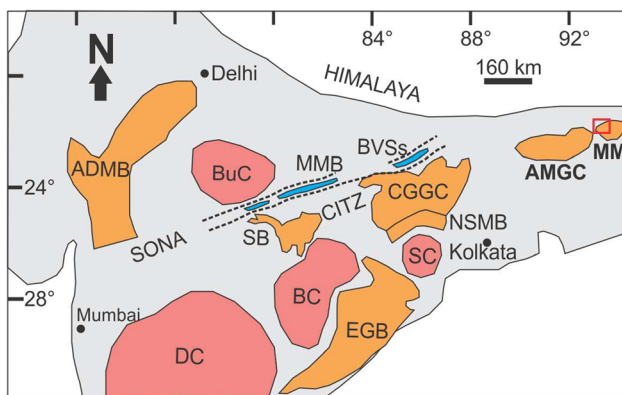 84° 88° 92°
N
Delhi
HIMALAYA
160 km
ADMB
BuC
MMB
BVSs
AMGC
MM
24°
CITZ
CGGC
SONA
SB
NSMB
Kolkata
SC
28°
BC
Mumbai
EGB
DC